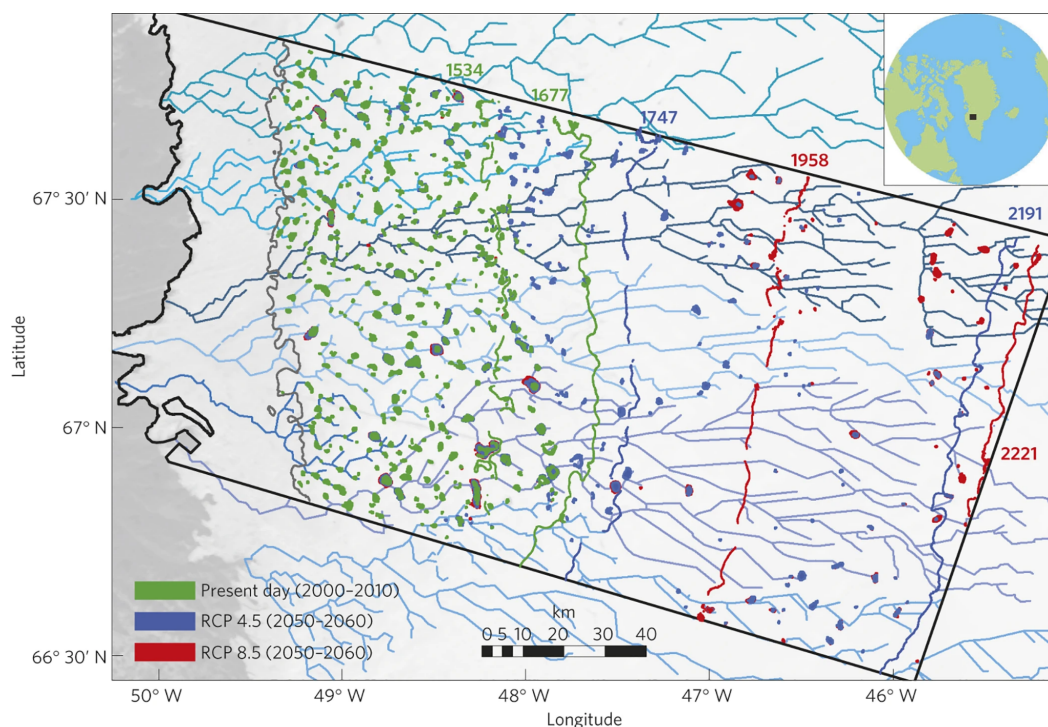 1534
1677
1747
1958
2191
67° 30′ N
Latitude
67° N
2221
Present day (2000–2010)
RCP 4.5 (2050–2060)
RCP 8.5 (2050–2060)
km
0 5 10 20 30 40
66° 30′ N
50° W 49° W 48° W 47° W 46° W
Longitude